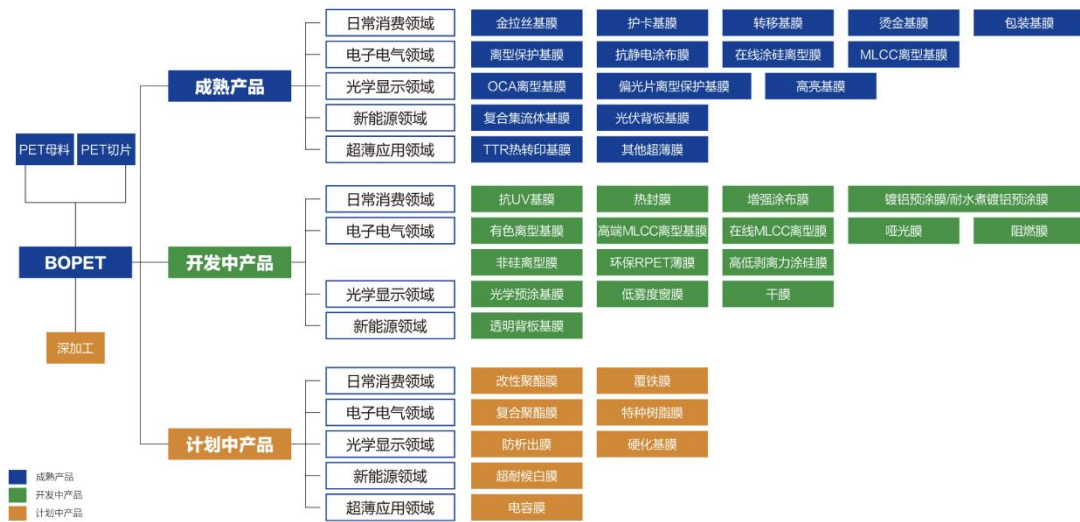 日常消费领域 金拉丝基膜 护卡基膜 转移基膜 烫金基膜 包装基膜
电子电气领域 离型保护基膜 抗静电涂布膜 在线涂硅离型膜 MLCC离型基膜
成熟产品
光学显示领域 OCA离型基膜 偏光片离型保护基膜 高亮基膜
新能源领域 复合集流体基膜 光伏背板基膜
PET母料 PET切片
超薄应用领域 TTR热转印基膜 其他超薄膜
日常消费领域 抗UV基膜 热封膜 增强涂布膜 镀铝预涂膜/耐水煮镀铝预涂膜
电子电气领域 有色离型基膜 高端MLCC离型基膜 在线MLCC离型膜 哑光膜 阻燃膜
BOPET
开发中产品
非硅离型膜 环保RPET薄膜 高低剥离力涂硅膜
光学显示领域 光学预涂基膜 低雾度窗膜 干膜
新能源领域 透明背板基膜
深加工
日常消费领域 改性聚酯膜 覆铁膜
电子电气领域 复合聚酯膜 特种树脂膜
计划中产品
光学显示领域 防析出膜 硬化基膜
新能源领域 超耐候白膜
超薄应用领域 电容膜
成熟产品
开发中产品
计划中产品